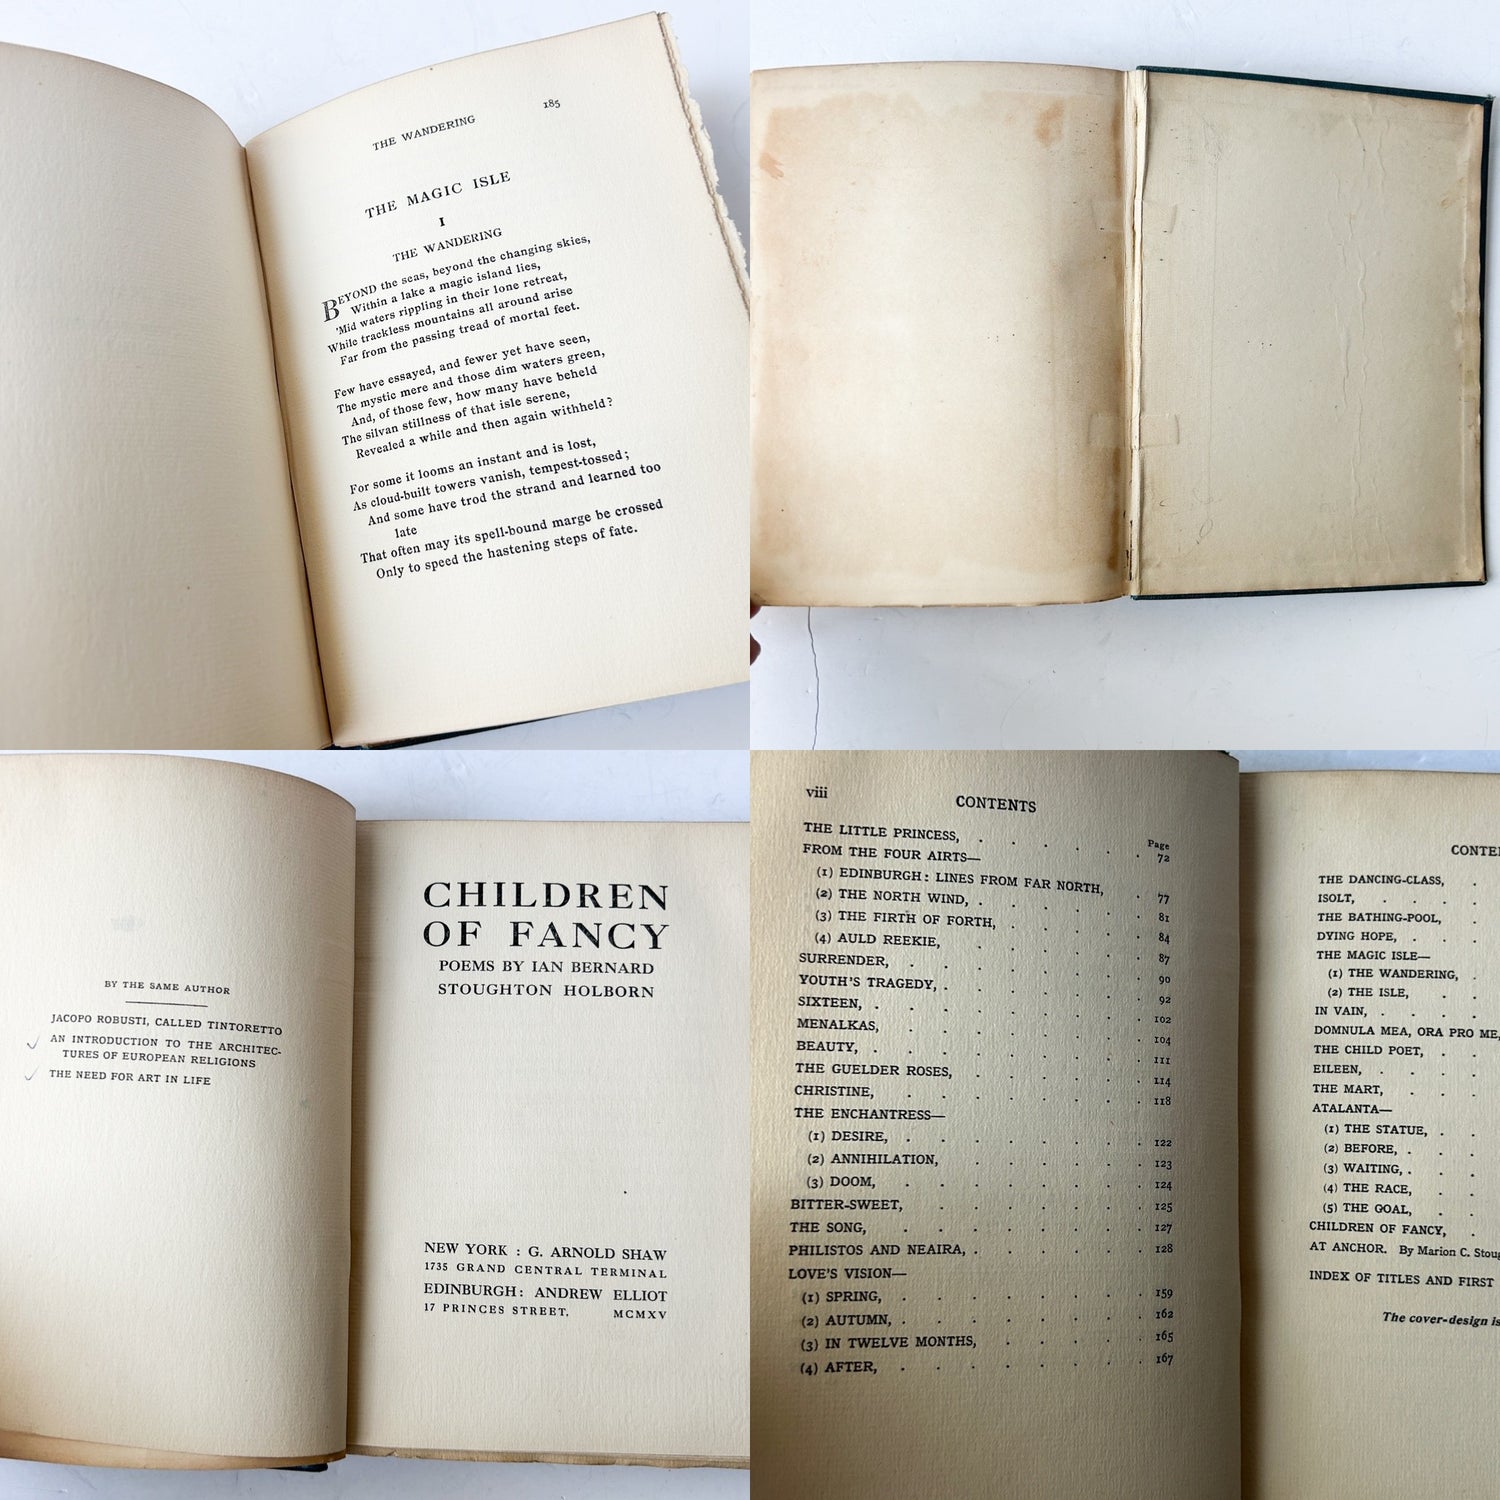 185
THE WANDERING
THE MAGIC ISLE
I
THE WANDERING
BEYOND the seas, beyond the changing skies,
Within a lake a magic island lies,
'Mid waters rippling in their lone retreat,
While trackless mountains all around arise
Far from the passing tread of mortal feet.
Few have essayed, and fewer yet have seen,
The mystic mere and those dim waters green,
And, of those few, how many have beheld
The silvan stillness of that isle serene,
Revealed a while and then again withheld?
For some it looms an instant and is lost,
As cloud-built towers vanish, tempest-tossed;
And some have trod the strand and learned too
late
That often may its spell-bound marge be crossed
Only to speed the hastening steps of fate.
BY THE SAME AUTHOR
JACOPO ROBUSTI, CALLED TINTORETTO
AN INTRODUCTION TO THE ARCHITEC-
TURES OF EUROPEAN RELIGIONS
THE NEED FOR ART IN LIFE
CHILDREN
OF FANCY
POEMS BY IAN BERNARD
STOUGHTON HOLBORN
NEW YORK : G. ARNOLD SHAW
1735 GRAND CENTRAL TERMINAL
EDINBURGH: ANDREW ELLIOT
17 PRINCES STREET. MCMXV
viii
CONTENTS
Page
THE LITTLE PRINCESS, . . . . . 72
FROM THE FOUR AIRTS—
(1) EDINBURGH: LINES FROM FAR NORTH, . 77
(2) THE NORTH WIND, . . . . . 81
(3) THE FIRTH OF FORTH, . . . . . 84
(4) AULD REEKIE, . . . . . 87
SURRENDER, . . . . . 90
YOUTH'S TRAGEDY, . . . . . 92
SIXTEEN, . . . . . 102
MENALKAS, . . . . . 104
BEAUTY, . . . . . 111
THE GUELDER ROSES, . . . . . 114
CHRISTINE, . . . . . 118
THE ENCHANTRESS—
(1) DESIRE, . . . . . 122
(2) ANNIHILATION, . . . . . 123
(3) DOOM, . . . . . 124
BITTER-SWEET, . . . . . 125
THE SONG, . . . . . 127
PHILISTOS AND NEAIRA, . . . . . 128
LOVE'S VISION—
(1) SPRING, . . . . . 159
(2) AUTUMN, . . . . . 162
(3) IN TWELVE MONTHS, . . . . . 165
(4) AFTER, . . . . . 167
CONTE
THE DANCING-CLASS, .
ISOLT, . . .
THE BATHING-POOL, .
DYING HOPE, . .
THE MAGIC ISLE—
(1) THE WANDERING, .
(2) THE ISLE, . .
IN VAIN, . . .
DOMNULA MEA, ORA PRO ME,
THE CHILD POET, . .
EILEEN, . . .
THE MART, . . .
ATALANTA—
(1) THE STATUE, . .
(2) BEFORE, . .
(3) WAITING, . .
(4) THE RACE, . .
(5) THE GOAL, . .
CHILDREN OF FANCY, .
AT ANCHOR. By Marion C. Stoug
INDEX OF TITLES AND FIRST
The cover-design is